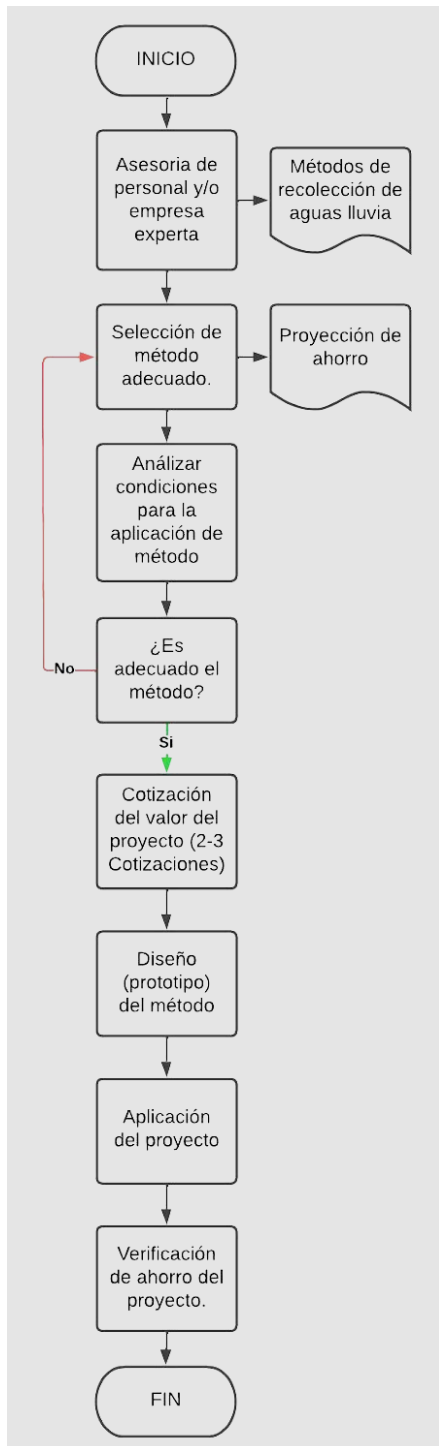 INICIO
Asesoria de
personal y/o
empresa
experta
Métodos de
recolección de
aguas lluvia
Selección de
método
adecuado.
Proyección de
ahorro
Análizar
condiciones
para la
aplicación de
método
¿Es
adecuado el
método?
No
Si
Cotización
del valor del
proyecto (2-3
Cotizaciones)
Diseño
(prototipo)
del método
Aplicación
del proyecto
Verificación
de ahorro del
proyecto.
FIN